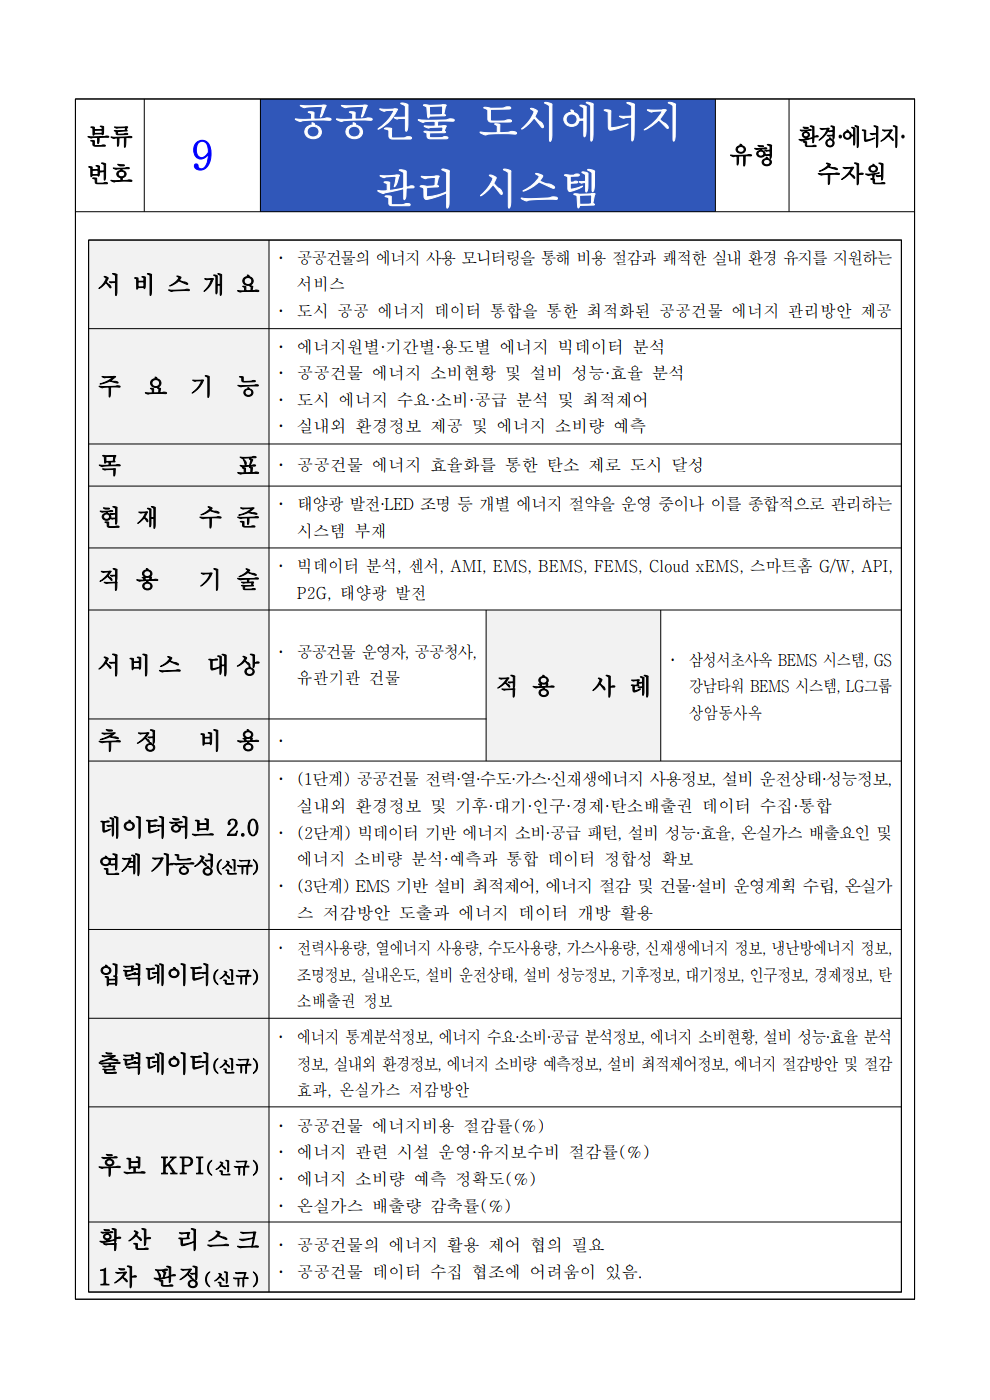 분류
번호
9
공공건물 도시에너지
관리 시스템
유형
환경·에너지·
수자원
서비스개요
· 공공건물의 에너지 사용 모니터링을 통해 비용 절감과 쾌적한 실내 환경 유지를 지원하는
서비스
· 도시 공공 에너지 데이터 통합을 통한 최적화된 공공건물 에너지 관리방안 제공
주요기능
· 에너지원별·기간별·용도별 에너지 빅데이터 분석
· 공공건물 에너지 소비현황 및 설비 성능·효율 분석
· 도시 에너지 수요·소비·공급 분석 및 최적제어
· 실내외 환경정보 제공 및 에너지 소비량 예측
목표
· 공공건물 에너지 효율화를 통한 탄소 제로 도시 달성
현재 수준
· 태양광 발전·LED 조명 등 개별 에너지 절약을 운영 중이나 이를 종합적으로 관리하는
시스템 부재
적용 기술
· 빅데이터 분석, 센서, AMI, EMS, BEMS, FEMS, Cloud xEMS, 스마트홈 G/W, API,
P2G, 태양광 발전
서비스 대상
· 공공건물 운영자, 공공청사,
유관기관 건물
적용 사례
· 삼성서초사옥 BEMS 시스템, GS
강남타워 BEMS 시스템, LG그룹
상암동사옥
추정 비용
·
데이터허브 2.0
연계 가능성(신규)
· (1단계) 공공건물 전력·열·수도·가스·신재생에너지 사용정보, 설비 운전상태·성능정보,
실내외 환경정보 및 기후·대기·인구·경제·탄소배출권 데이터 수집·통합
· (2단계) 빅데이터 기반 에너지 소비·공급 패턴, 설비 성능·효율, 온실가스 배출요인 및
에너지 소비량 분석·예측과 통합 데이터 정합성 확보
· (3단계) EMS 기반 설비 최적제어, 에너지 절감 및 건물·설비 운영계획 수립, 온실가
스 저감방안 도출과 에너지 데이터 개방 활용
입력데이터(신규)
· 전력사용량, 열에너지 사용량, 수도사용량, 가스사용량, 신재생에너지 정보, 냉난방에너지 정보,
조명정보, 실내온도, 설비 운전상태, 설비 성능정보, 기후정보, 대기정보, 인구정보, 경제정보, 탄
소배출권 정보
출력데이터(신규)
· 에너지 통계분석정보, 에너지 수요·소비·공급 분석정보, 에너지 소비현황, 설비 성능·효율 분석
정보, 실내외 환경정보, 에너지 소비량 예측정보, 설비 최적제어정보, 에너지 절감방안 및 절감
효과, 온실가스 저감방안
후보 KPI(신규)
· 공공건물 에너지비용 절감률(%)
· 에너지 관련 시설 운영·유지보수비 절감률(%)
· 에너지 소비량 예측 정확도(%)
· 온실가스 배출량 감축률(%)
확산 리스크
1차 판정(신규)
· 공공건물의 에너지 활용 제어 협의 필요
· 공공건물 데이터 수집 협조에 어려움이 있음.